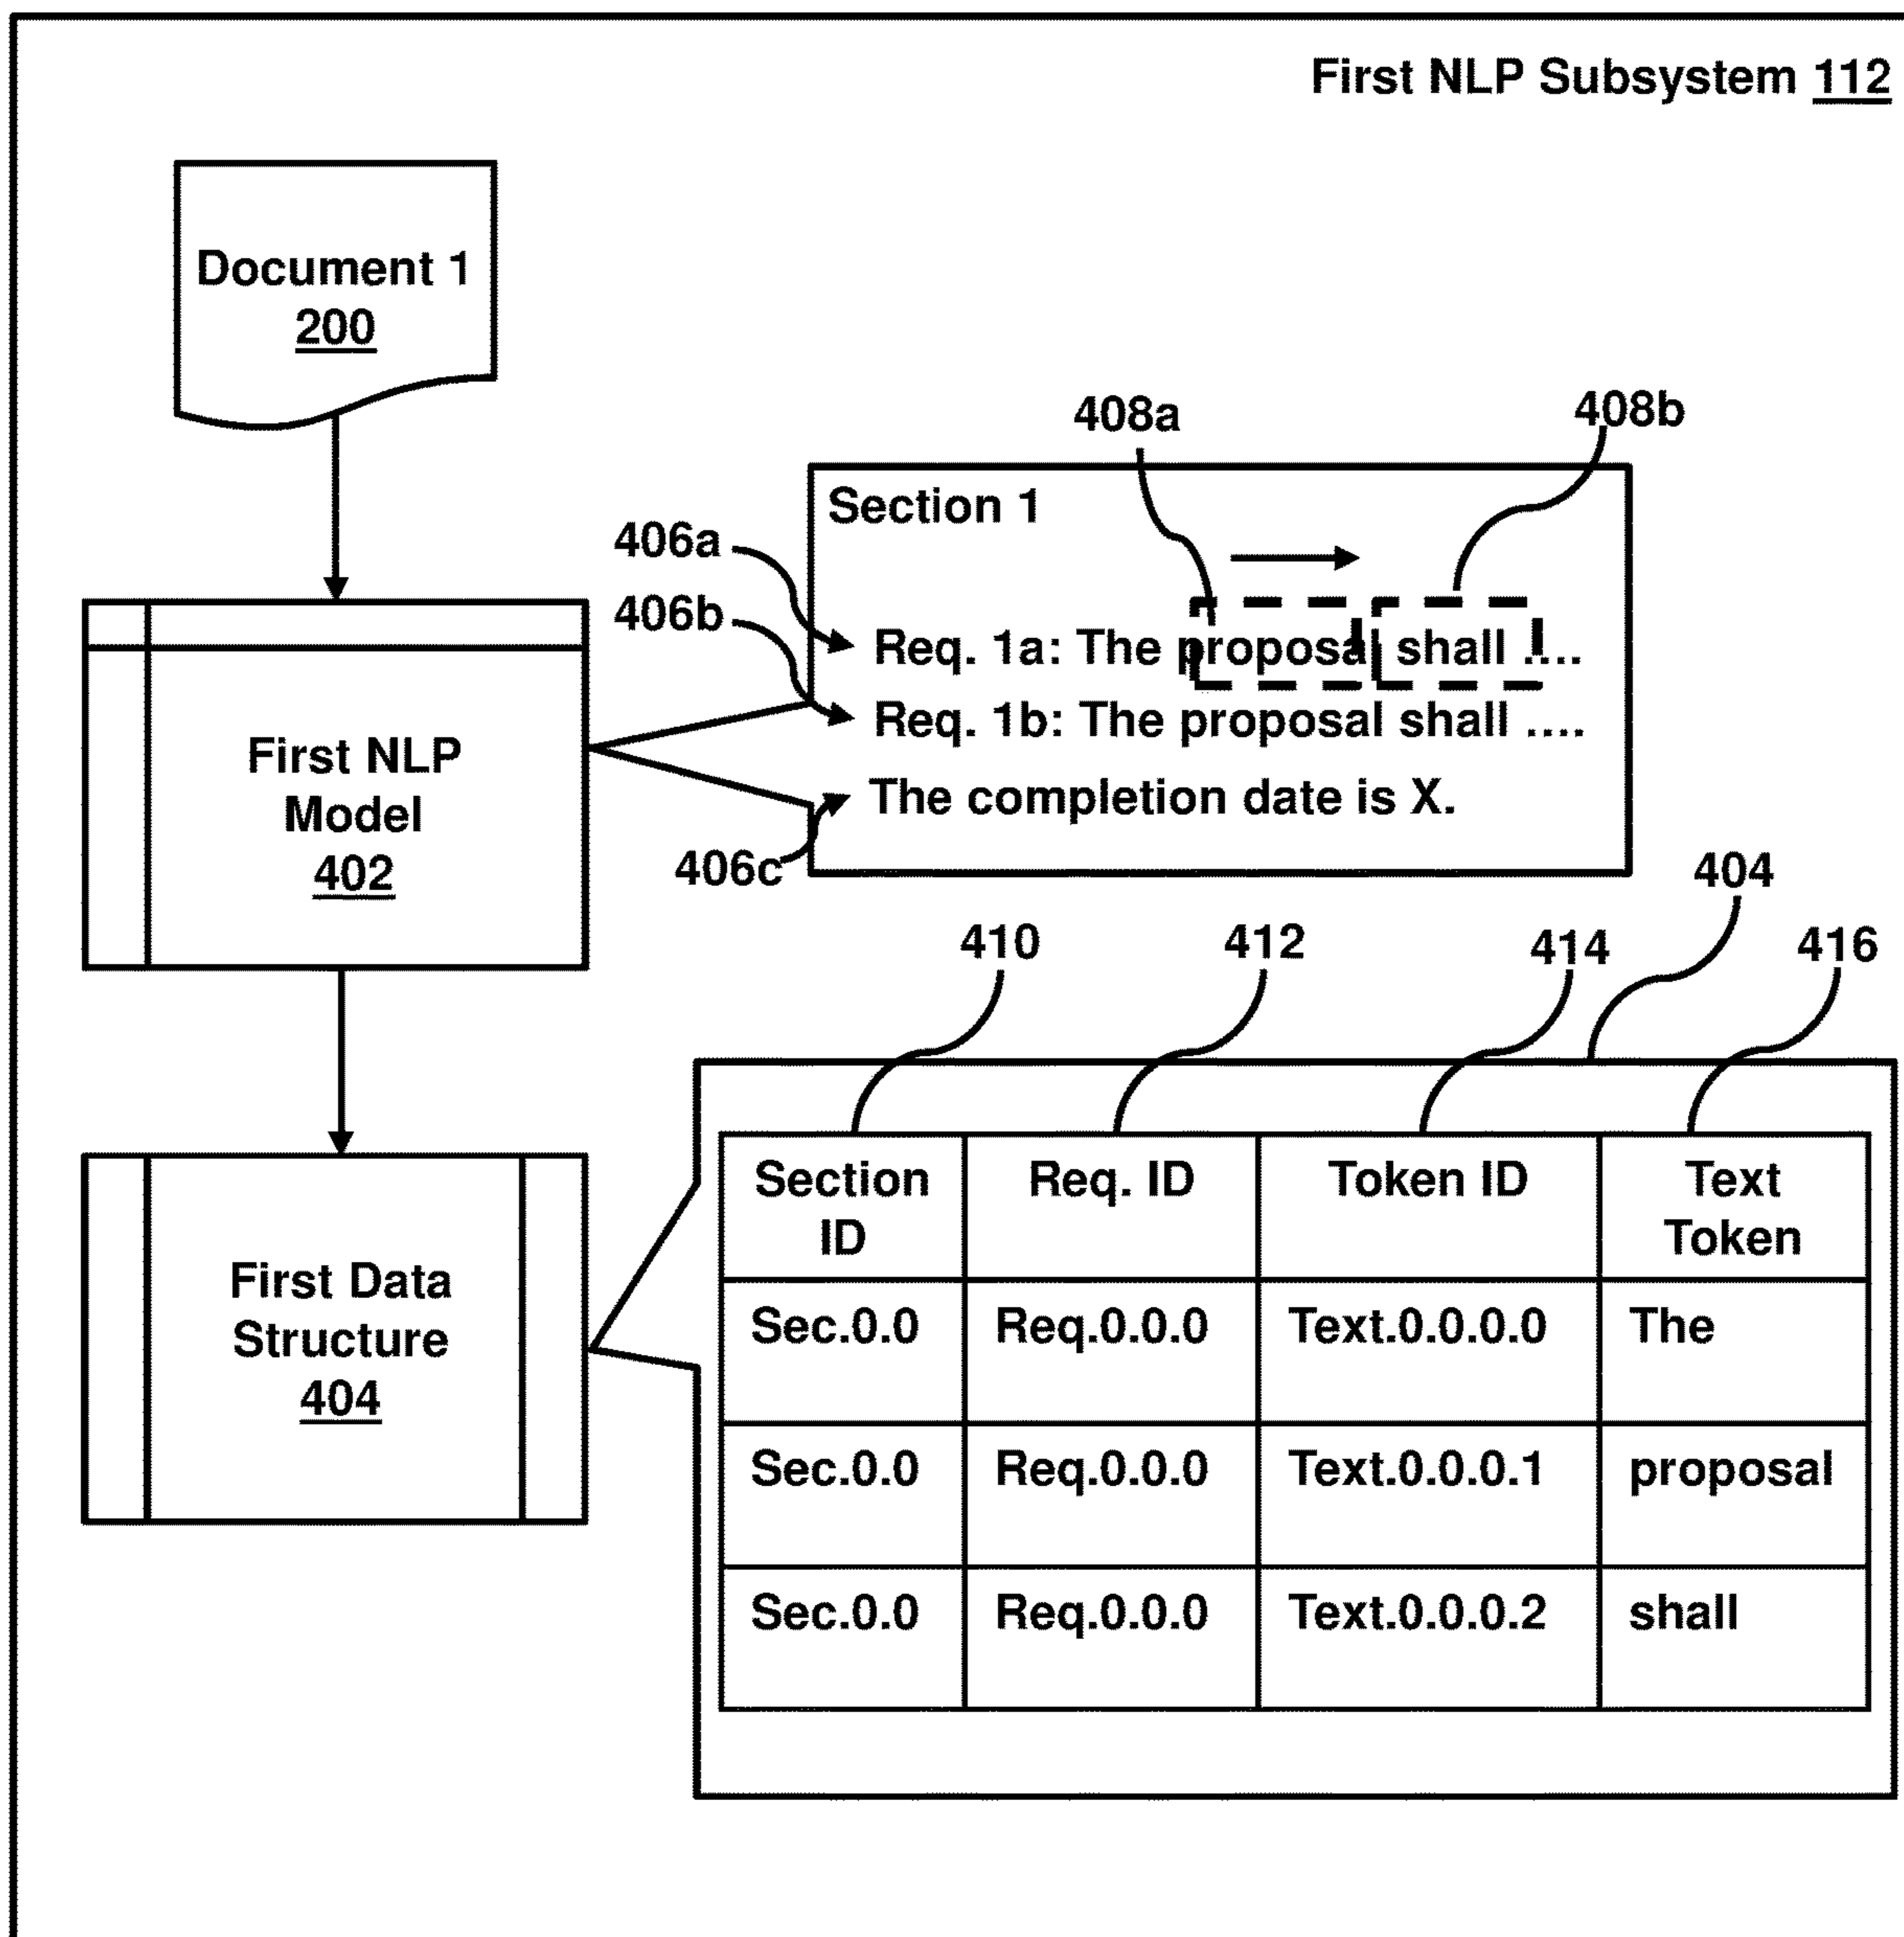 First NLP Subsystem 112
Document 1
200
408a
408b
Section 1
406a
406b
Req. 1a: The proposal shall ....
Req. 1b: The proposal shall ....
The completion date is X.
406c
First NLP
Model
402
404
410
412
414
416
Section
ID
Req. ID
Token ID
Text
Token
Sec.0.0
Req.0.0.0
Text.0.0.0.0
The
Sec.0.0
Req.0.0.0
Text.0.0.0.1
proposal
Sec.0.0
Req.0.0.0
Text.0.0.0.2
shall
First Data
Structure
404